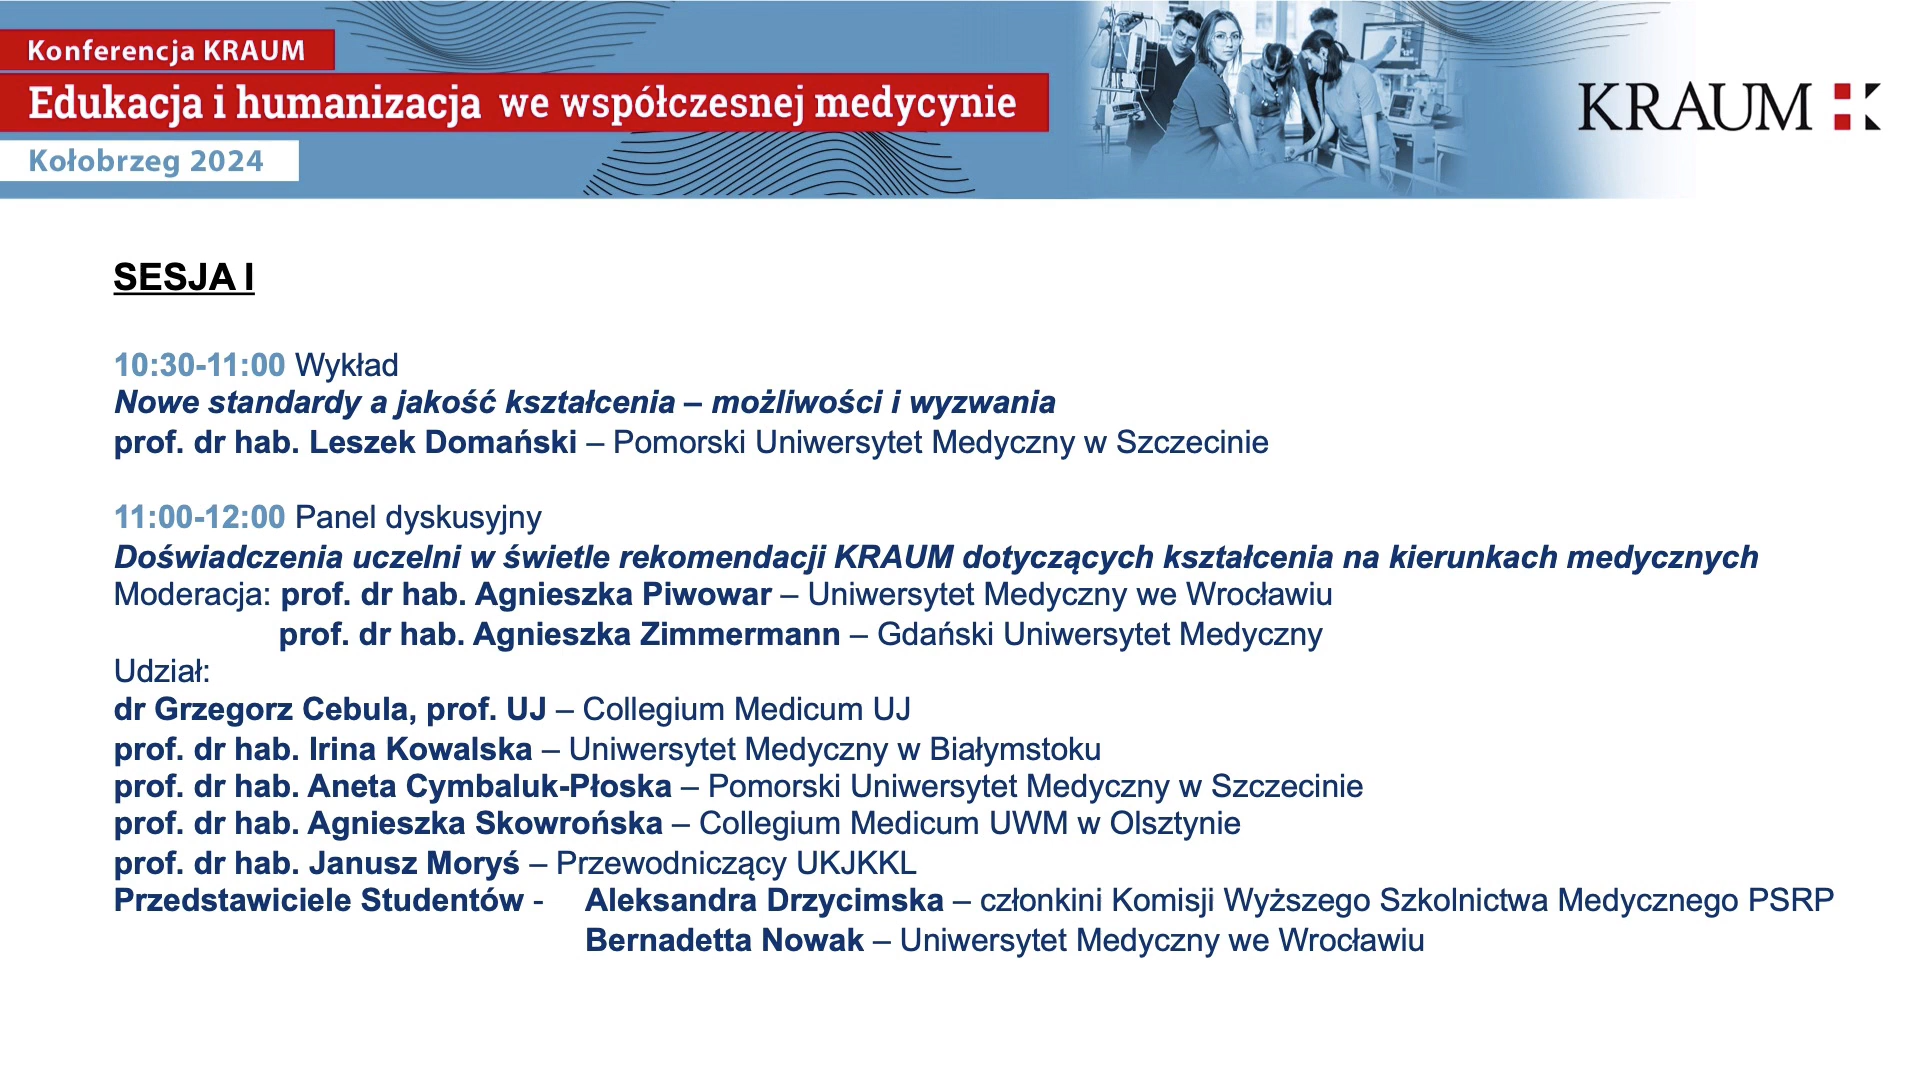 Konferencja KRAUM
Edukacja i humanizacja we współczesnej medycynie
Kołobrzeg 2024
KRAUM
SESJA I
10:30-11:00 Wykład
Nowe standardy a jakość kształcenia – możliwości i wyzwania
prof. dr hab. Leszek Domański – Pomorski Uniwersytet Medyczny w Szczecinie
11:00-12:00 Panel dyskusyjny
Doświadczenia uczelni w świetle rekomendacji KRAUM dotyczących kształcenia na kierunkach medycznych
Moderacja: prof. dr hab. Agnieszka Piwowar – Uniwersytet Medyczny we Wrocławiu
prof. dr hab. Agnieszka Zimmermann – Gdański Uniwersytet Medyczny
Udział:
dr Grzegorz Cebula, prof. UJ – Collegium Medicum UJ
prof. dr hab. Irina Kowalska – Uniwersytet Medyczny w Białymstoku
prof. dr hab. Aneta Cymbaluk-Płoska – Pomorski Uniwersytet Medyczny w Szczecinie
prof. dr hab. Agnieszka Skowrońska – Collegium Medicum UWM w Olsztynie
prof. dr hab. Janusz Moryś – Przewodniczący UKJKKL
Przedstawiciele Studentów - Aleksandra Drzycimska – członkini Komisji Wyższego Szkolnictwa Medycznego PSRP
Bernadetta Nowak – Uniwersytet Medyczny we Wrocławiu